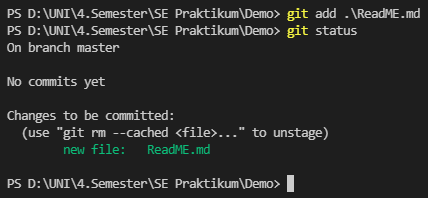 PS D:\UNI\4.Semester\SE Praktikum\Demo> git add .\ReadME.md
PS D:\UNI\4.Semester\SE Praktikum\Demo> git status
On branch master

No commits yet

Changes to be committed:
  (use "git rm --cached <file>..." to unstage)
        new file:   ReadME.md

PS D:\UNI\4.Semester\SE Praktikum\Demo>